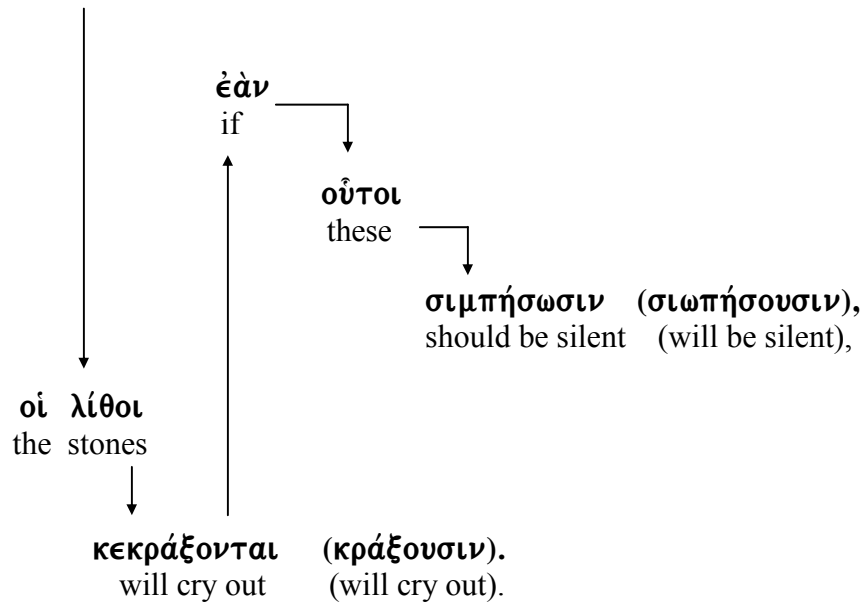 ἐὰν
if
οὗτοι
these
σιμπήσωσιν (σιωπήσουσιν),
should be silent (will be silent),
οἱ λίθοι
the stones
κεκράξονται (κράξουσιν).
will cry out (will cry out).